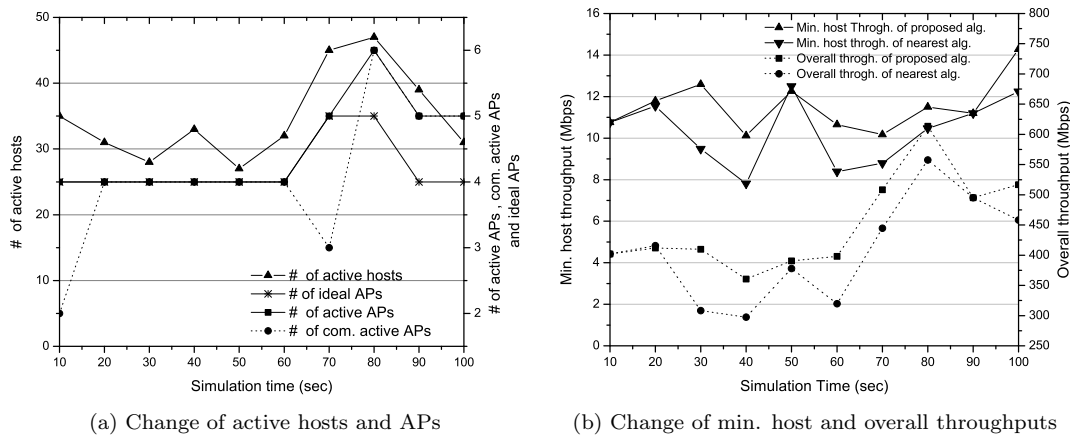 50
40
30
20
10
0
# of active hosts
6
5
4
3
2
# of active APs , com. active APs
and ideal APs
# of active hosts
# of ideal APs
# of active APs
# of com. active APs
10 20 30 40 50 60 70 80 90 100
Simulation time (sec)
(a) Change of active hosts and APs
16
14
12
10
8
6
4
2
0
Min. host throughput (Mbps)
800
750
700
650
600
550
500
450
400
350
300
250
Overall throughput (Mbps)
Min. host Throgh. of proposed alg.
Min. host throgh. of nearest alg.
Overall throgh. of proposed alg.
Overall throgh. of nearest alg.
10 20 30 40 50 60 70 80 90 100
Simulation Time (sec)
(b) Change of min. host and overall throughputs